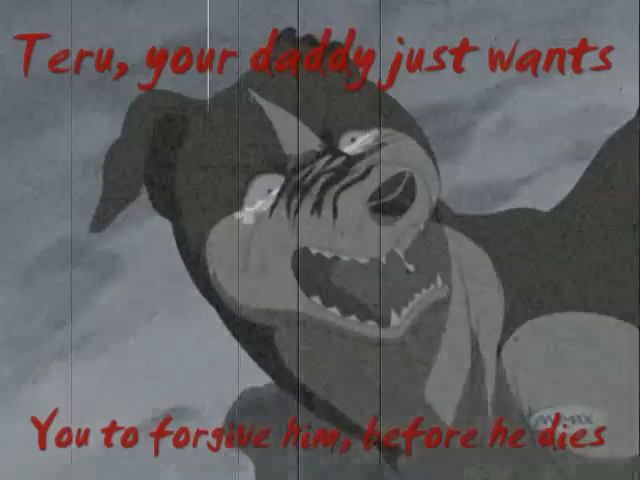 Teru, your daddy just wants
You to forgive him, before he dies